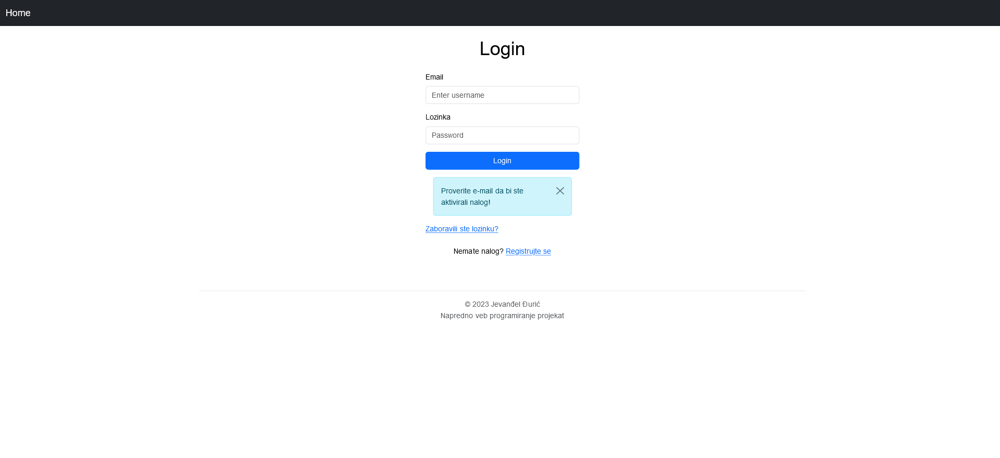 Home
Login
Email
Enter username
Lozinka
Password
Login
Proverite e-mail da bi ste
aktivirali nalog!
Zaboravili ste lozinku?
Nemate nalog? Registrujte se
© 2023 Jevanđel Đurić
Napredno veb programiranje projekat